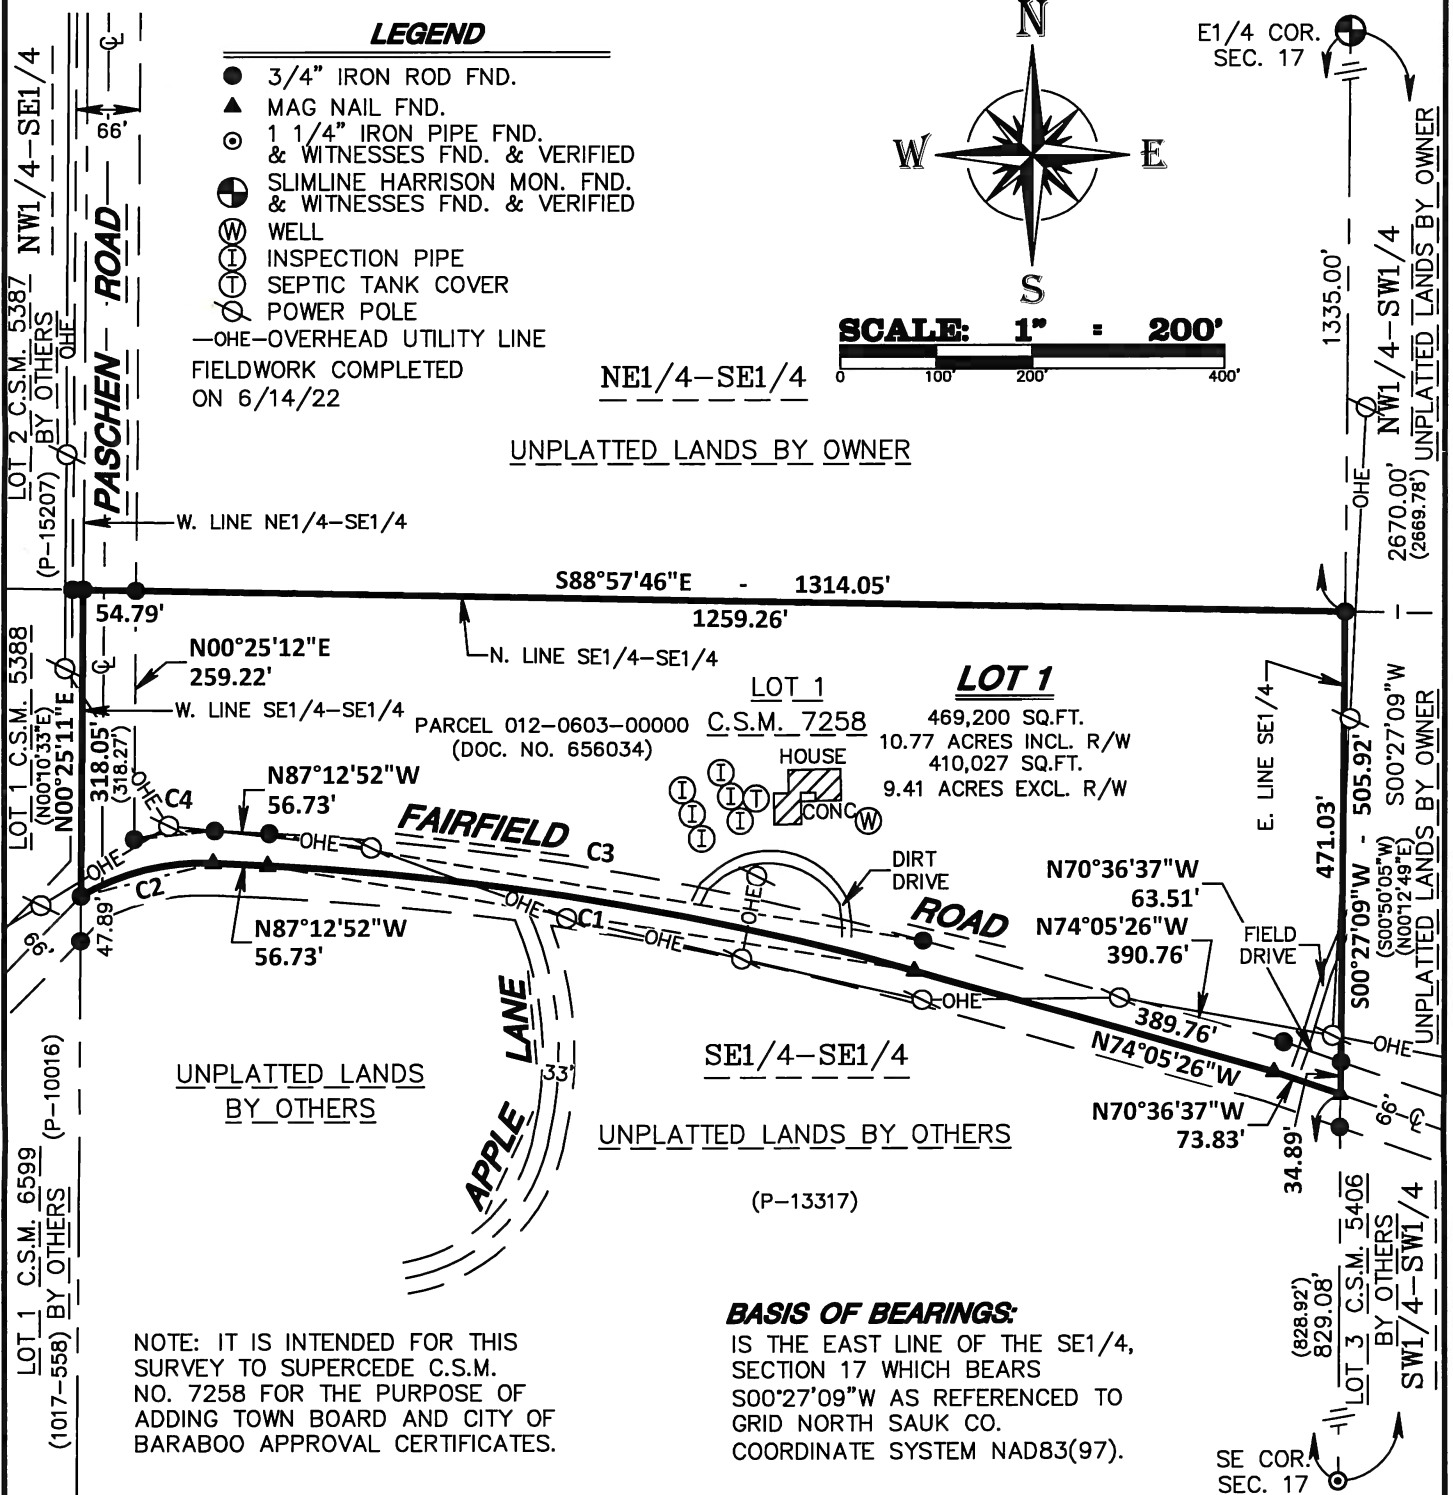 LEGEND
3/4" IRON ROD FND.
MAG NAIL FND.
1 1/4" IRON PIPE FND.
& WITNESSES FND. & VERIFIED
SLIMLINE HARRISON MON. FND.
& WITNESSES FND. & VERIFIED
W WELL
I INSPECTION PIPE
T SEPTIC TANK COVER
POWER POLE
—OHE—OVERHEAD UTILITY LINE
FIELDWORK COMPLETED
ON 6/14/22
N
W E
S
SCALE: 1" = 200'
0 100' 200' 400'
E1/4 COR.
SEC. 17
NW1/4-SE1/4
66'
PASCHEN ROAD
LOT 2 C.S.M. 5387
BY OTHERS
(P-15207)
OHE
NE1/4-SE1/4
UNPLATTED LANDS BY OWNER
W. LINE NE1/4-SE1/4
1335.00'
NW1/4-SW1/4
UNPLATTED LANDS BY OWNER
2670.00'
(2669.78')
OHE
S88°57'46"E - 1314.05'
54.79'
1259.26'
N. LINE SE1/4-SE1/4
N00°25'12"E
259.22'
W. LINE SE1/4-SE1/4
LOT 1 C.S.M. 5388
(N00°10'33"E)
N00°25'11"E
318.05'
(318.27')
PARCEL 012-0603-00000
(DOC. NO. 656034)
LOT 1
C.S.M. 7258
LOT 1
469,200 SQ.FT.
10.77 ACRES INCL. R/W
410,027 SQ.FT.
9.41 ACRES EXCL. R/W
HOUSE
CONC
W
I
I
I
I
I
I
T
E. LINE SE1/4
471.03'
S00°27'09"W - 505.92'
S00°27'09"W
(S00°50'05"W)
(N00°12'49"E)
UNPLATTED LANDS BY OWNER
OHE
C4
N87°12'52"W
56.73'
OHE
FAIRFIELD
C3
OHE
C2
N87°12'52"W
56.73'
47.89'
66'
OHE
C1
OHE
OHE
DIRT
DRIVE
ROAD
N70°36'37"W
63.51'
N74°05'26"W
390.76'
FIELD
DRIVE
OHE
389.76'
N74°05'26"W
OHE
N70°36'37"W
73.83'
34.89'
66'
APPLE LANE
33'
UNPLATTED LANDS
BY OTHERS
SE1/4-SE1/4
UNPLATTED LANDS BY OTHERS
(P-13317)
LOT 1 C.S.M. 6599
(P-10016)
(1017-558) BY OTHERS
(828.92')
829.08'
LOT 3 C.S.M. 5406
BY OTHERS
SW1/4-SW1/4
NOTE: IT IS INTENDED FOR THIS
SURVEY TO SUPERCEDE C.S.M.
NO. 7258 FOR THE PURPOSE OF
ADDING TOWN BOARD AND CITY OF
BARABOO APPROVAL CERTIFICATES.
BASIS OF BEARINGS:
IS THE EAST LINE OF THE SE1/4,
SECTION 17 WHICH BEARS
S00°27'09"W AS REFERENCED TO
GRID NORTH SAUK CO.
COORDINATE SYSTEM NAD83(97).
SE COR.
SEC. 17